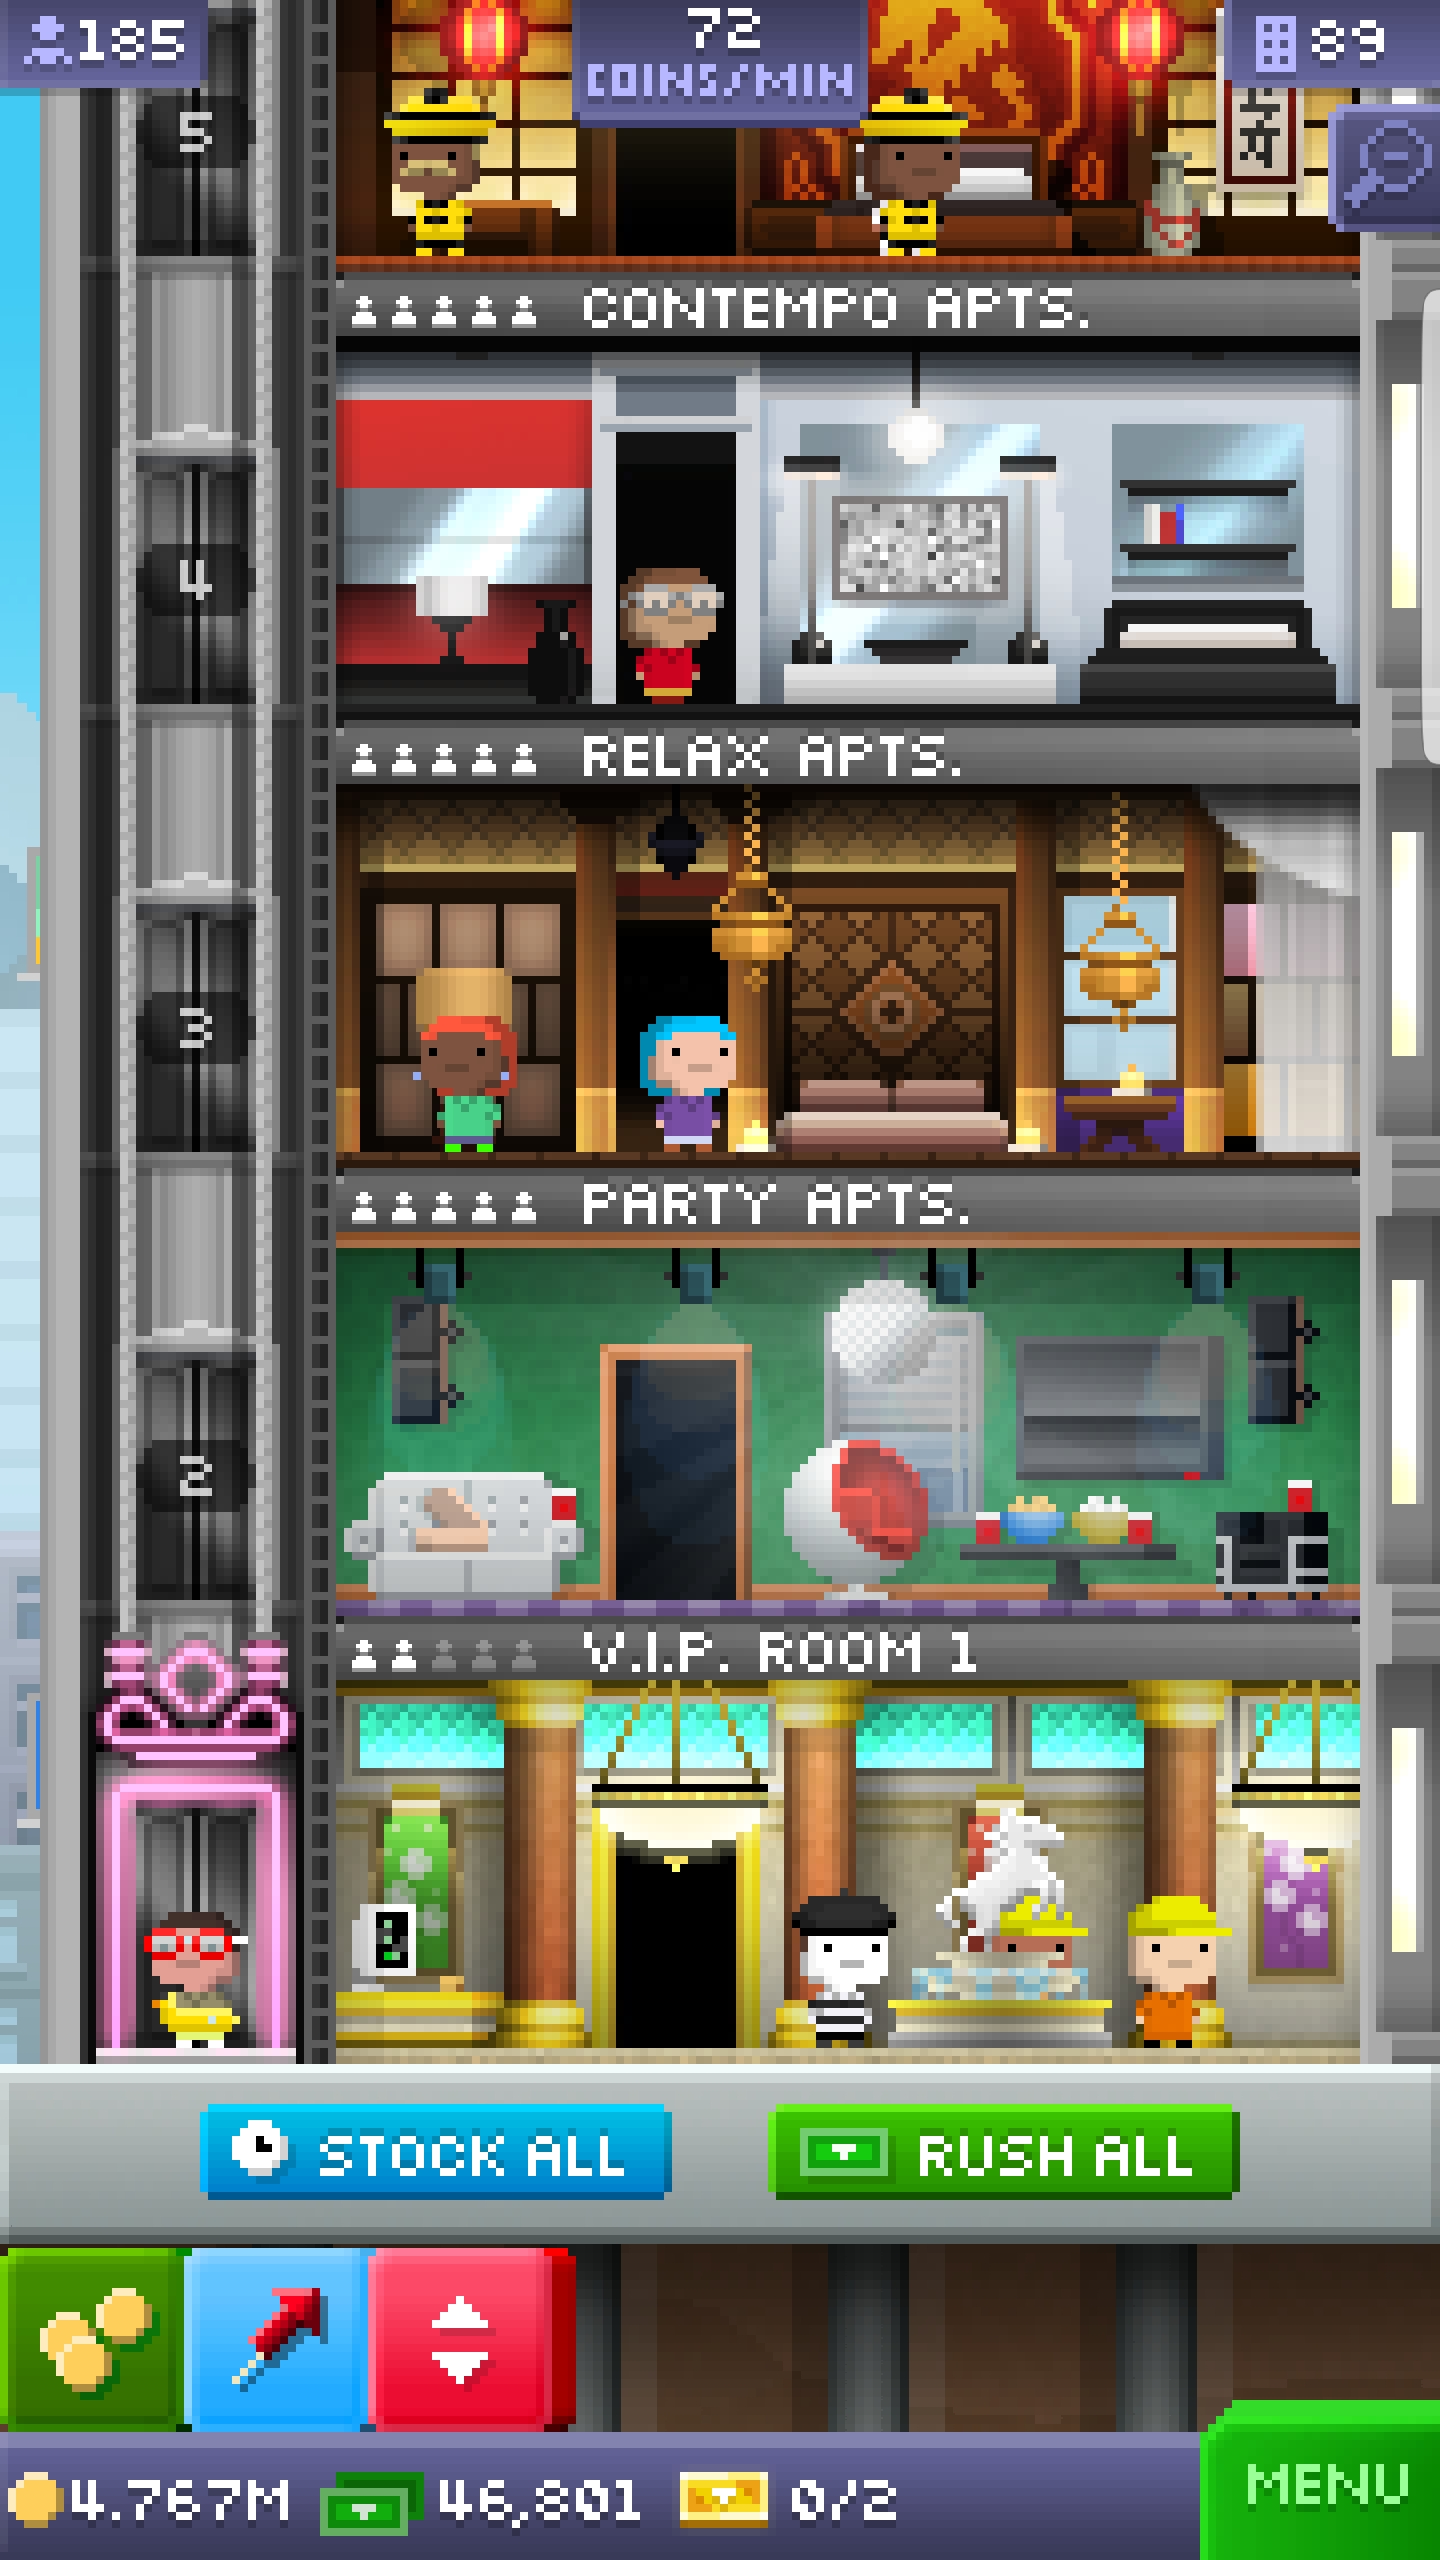 185
72
COINS/MIN
89
5
CONTEMPO APTS.
4
RELAX APTS.
3
PARTY APTS.
2
V.I.P. ROOM 1
STOCK ALL
RUSH ALL
4.767M
46,801
0/2
MENU